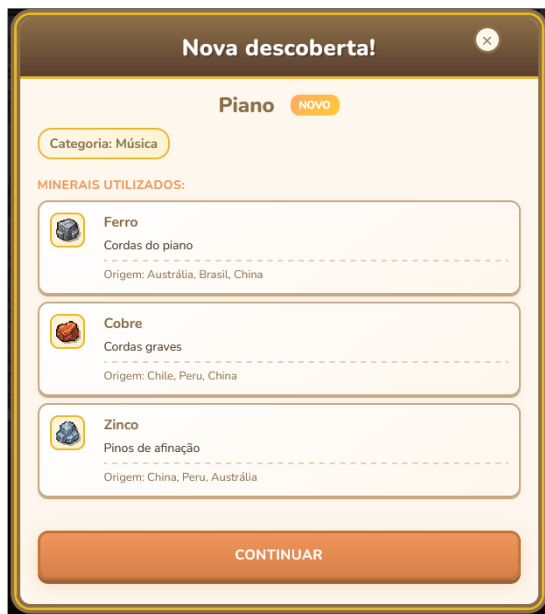 Nova descoberta!
×
Piano NOVO
Categoria: Música
MINERAIS UTILIZADOS:
Ferro
Cordas do piano
Origem: Austrália, Brasil, China
Cobre
Cordas graves
Origem: Chile, Peru, China
Zinco
Pinos de afinação
Origem: China, Peru, Austrália
CONTINUAR